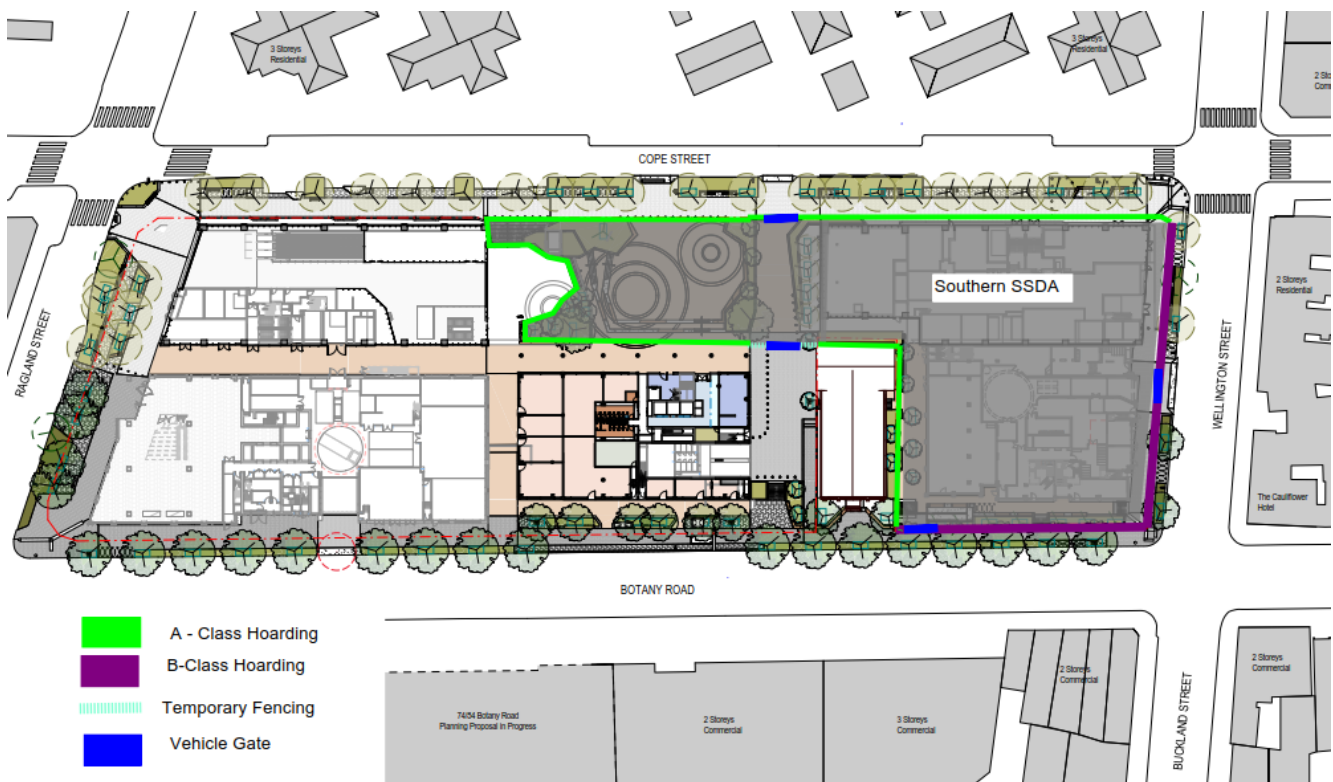 3 Storeys
Residential
3 Storeys
Residential
2 Storeys
COPE STREET
Southern SSDA
RAGLAND STREET
2 Storeys
Residential
WELLINGTON STREET
The Cauliflower
Hotel
BOTANY ROAD
A - Class Hoarding
B-Class Hoarding
Temporary Fencing
Vehicle Gate
74/54 Botany Road
Planning Proposal In Progress
2 Storeys
Commercial
3 Storeys
Commercial
2 Storeys
Commercial
BUCKLAND STREET
2 Storeys
Commercial